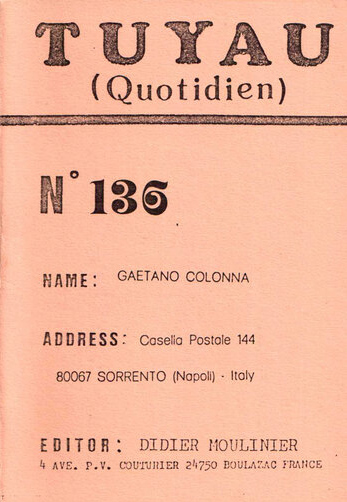 TUYAU
(Quotidien)
N° 136
NAME: GAETANO COLONNA
ADDRESS: Casella Postale 144
80067 SORRENTO (Napoli) - Italy
EDITOR: DIDIER MOULINIER
4 AVE. P.V. COUTURIER 24750 BOULAZAC FRANCE